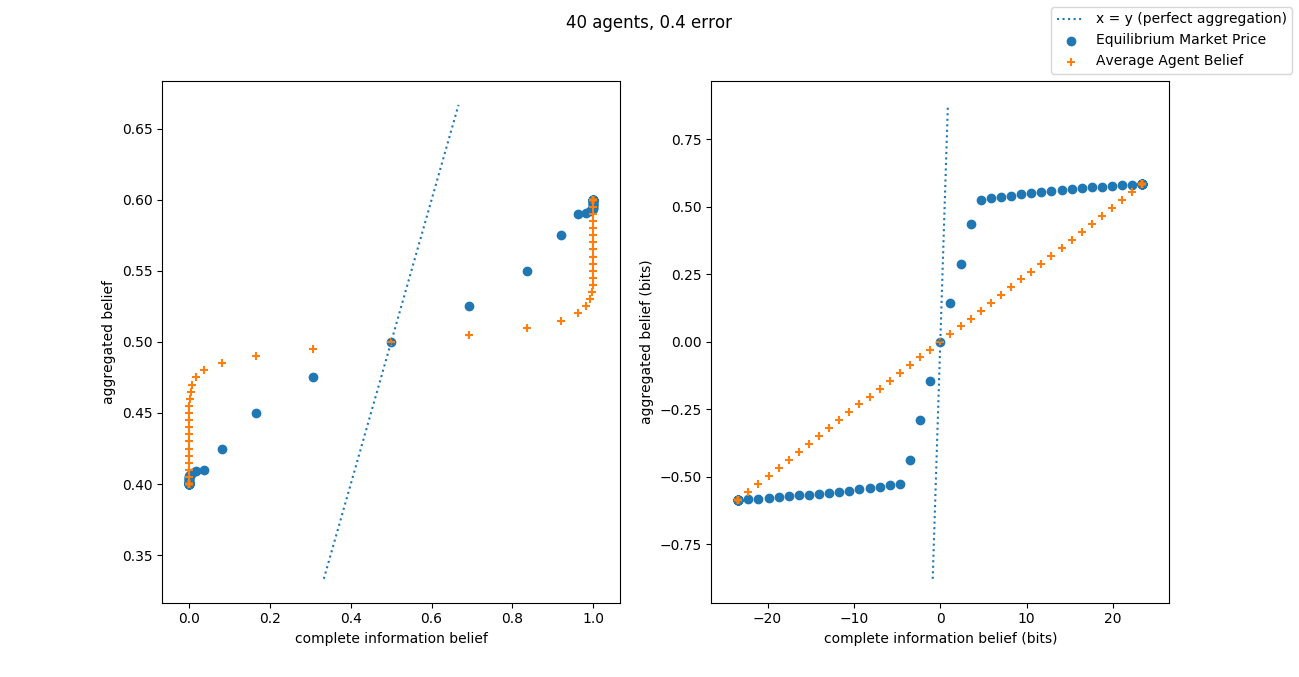 40 agents, 0.4 error
x = y (perfect aggregation)
Equilibrium Market Price
Average Agent Belief
aggregated belief
0.65
0.60
0.55
0.50
0.45
0.40
0.35
0.0 0.2 0.4 0.6 0.8 1.0
complete information belief
aggregated belief (bits)
0.75
0.50
0.25
0.00
−0.25
−0.50
−0.75
−20 −10 0 10 20
complete information belief (bits)